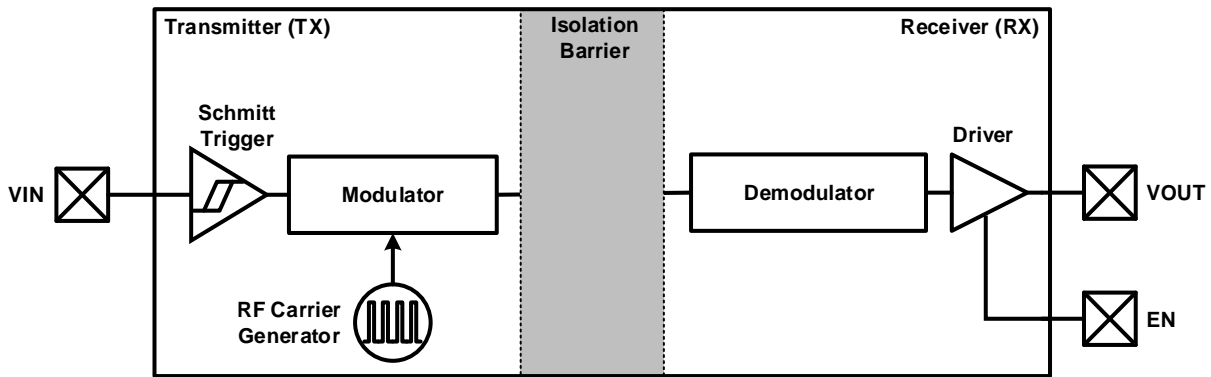 Transmitter (TX)
Isolation
Barrier
Receiver (RX)
Schmitt
Trigger
Driver
VIN
Modulator
Demodulator
VOUT
RF Carrier
Generator
EN